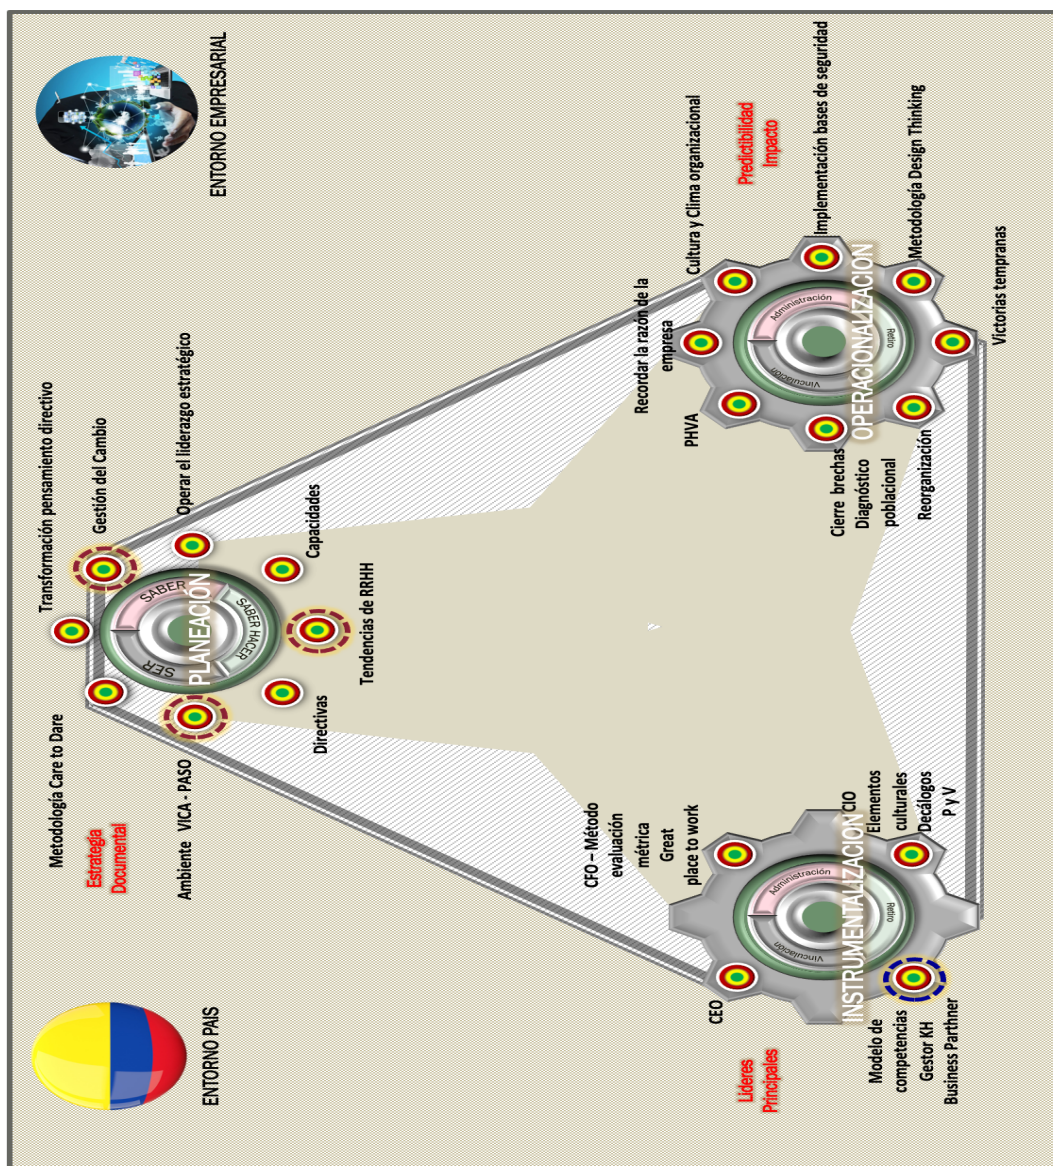 ENTORNO PAIS
ENTORNO EMPRESARIAL
Metodología Care to Dare
Transformación pensamiento directivo
Gestión del Cambio
Estrategia
Documental
Ambiente VICA - PASO
Operar el liderazgo estratégico
SER
SABER
SABER HACER
PLANEACIÓN
Directivas
Capacidades
Tendencias de RRHH
Lideres
Principales
CEO
CFO – Método
evaluación
métrica
Great
place to work
CIO
Elementos
culturales
Decálogos
P y V
Modelo de
competencias
Gestor KH
Business Parthner
Vinculación
Administración
Retiro
INSTRUMENTALIZACION
Recordar la razón de la
empresa
Cultura y Clima organizacional
Predictibilidad
Impacto
PHVA
Implementación bases de seguridad
Cierre brechas
Diagnóstico
poblacional
Reorganización
Metodología Design Thinking
Victorias tempranas
Vinculación
Administración
Retiro
OPERACIONALIZACION